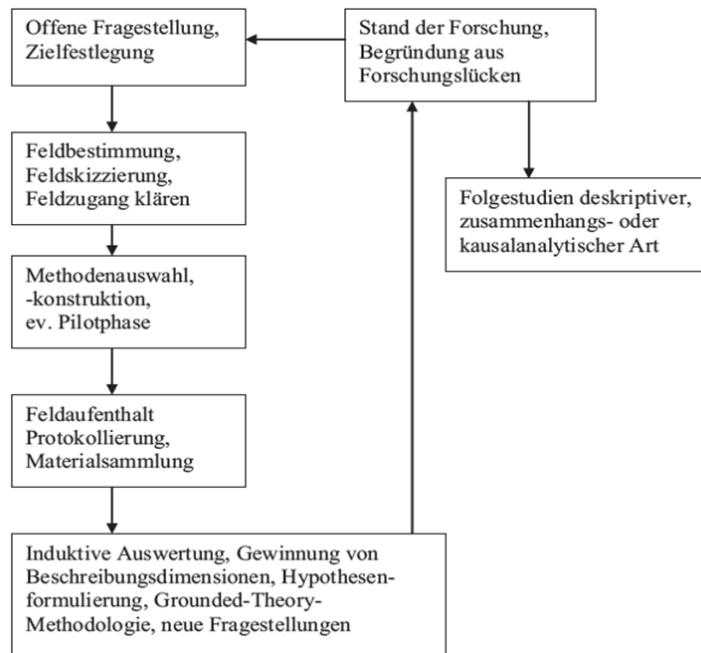 Offene Fragestellung,
Zielfestlegung
Stand der Forschung,
Begründung aus
Forschungslücken
Feldbestimmung,
Feldskizzierung,
Feldzugang klären
Folgestudien deskriptiver,
zusammenhangs- oder
kausalanalytischer Art
Methodenauswahl,
-konstruktion,
ev. Pilotphase
Feldaufenthalt
Protokollierung,
Materialsammlung
Induktive Auswertung, Gewinnung von
Beschreibungsdimensionen, Hypothesen-
formulierung, Grounded-Theory-
Methodologie, neue Fragestellungen